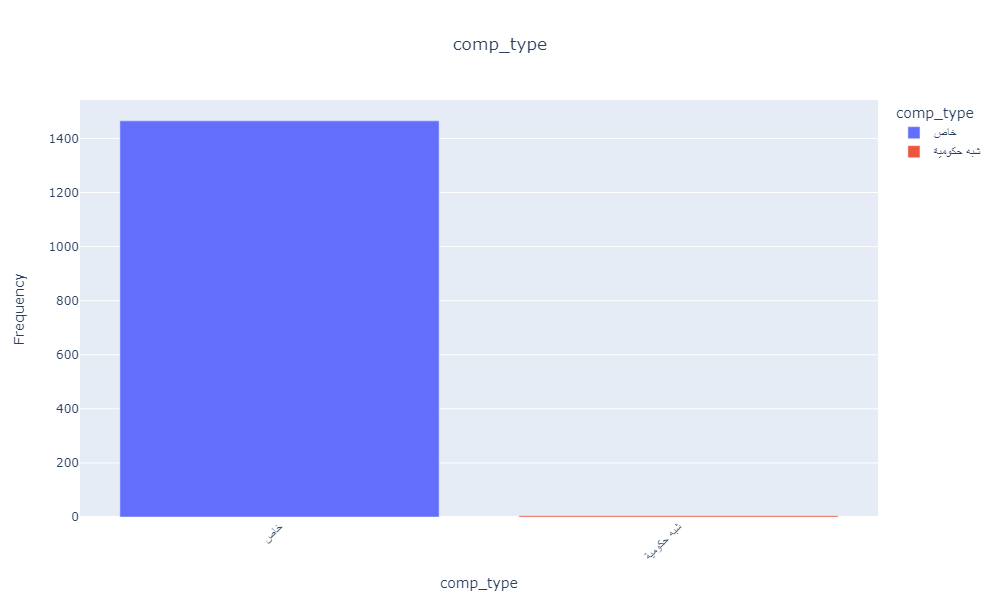 comp_type
comp_type
خاص
شبه حكومية
1400
1200
1000
800
600
400
200
0
Frequency
خاص
شبه حكومية
comp_type